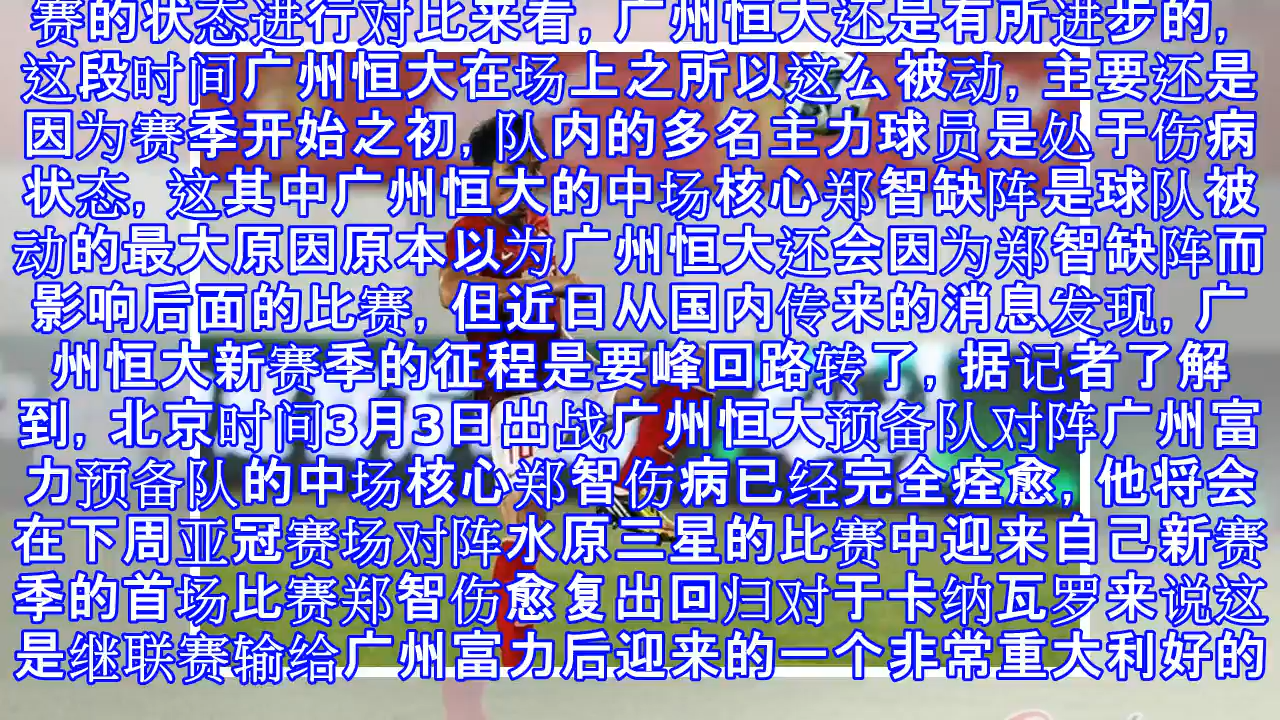 赛的状态进行对比来看, 广州恒大还是有所进步的,
这段时间广州恒大在场上之所以这么被动, 主要还是
因为赛季开始之初, 队内的多名主力球员是处于伤病
状态, 这其中广州恒大的中场核心郑智缺阵是球队被
动的最大原因原本以为广州恒大还会因为郑智缺阵而
影响后面的比赛, 但近日从国内传来的消息发现, 广
州恒大新赛季的征程是要峰回路转了, 据记者了解
到, 北京时间3月3日出战广州恒大预备队对阵广州富
力预备队的中场核心郑智伤病已经完全痊愈, 他将会
在下周亚冠赛场对阵水原三星的比赛中迎来自己新赛
季的首场比赛郑智伤愈复出回归对于卡纳瓦罗来说这
是继联赛输给广州富力后迎来的一个非常重大利好的